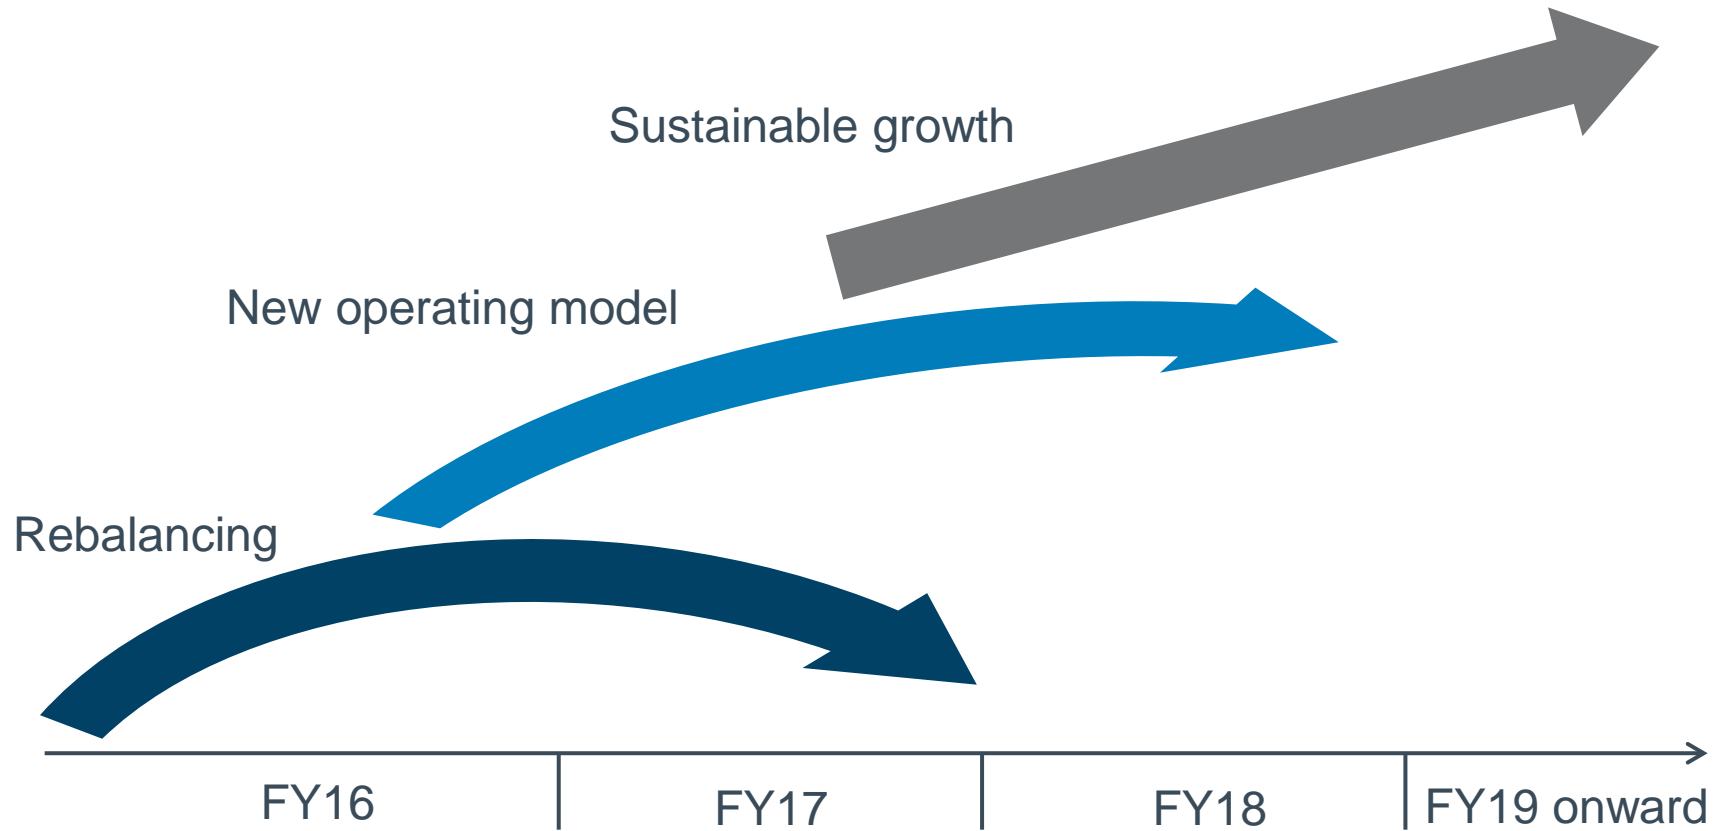 Sustainable growth
New operating model
Rebalancing
FY16
FY17
FY18
FY19 onward